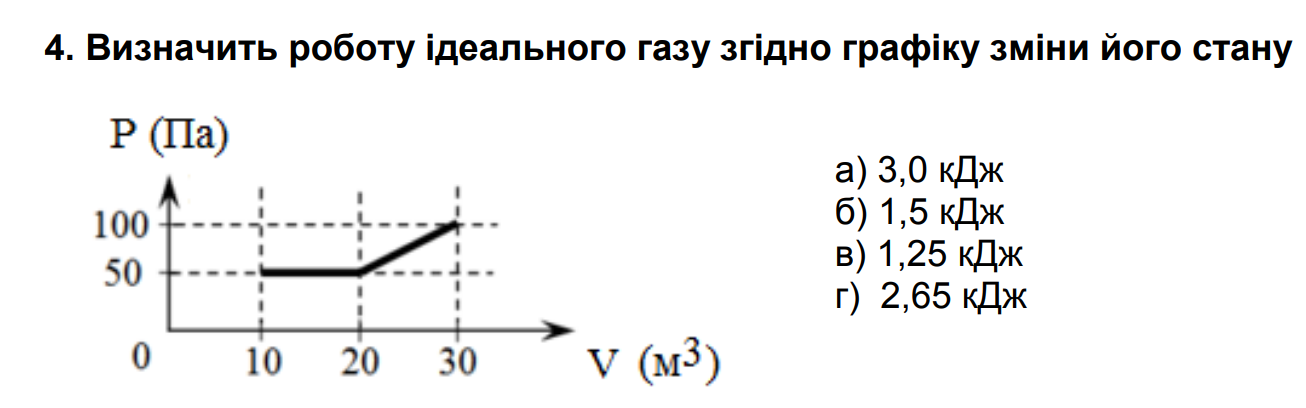 4. Визначить роботу ідеального газу згідно графіку зміни його стану
P (Па)
100
50
0 10 20 30 V (м³)
а) 3,0 кДж
б) 1,5 кДж
в) 1,25 кДж
г) 2,65 кДж